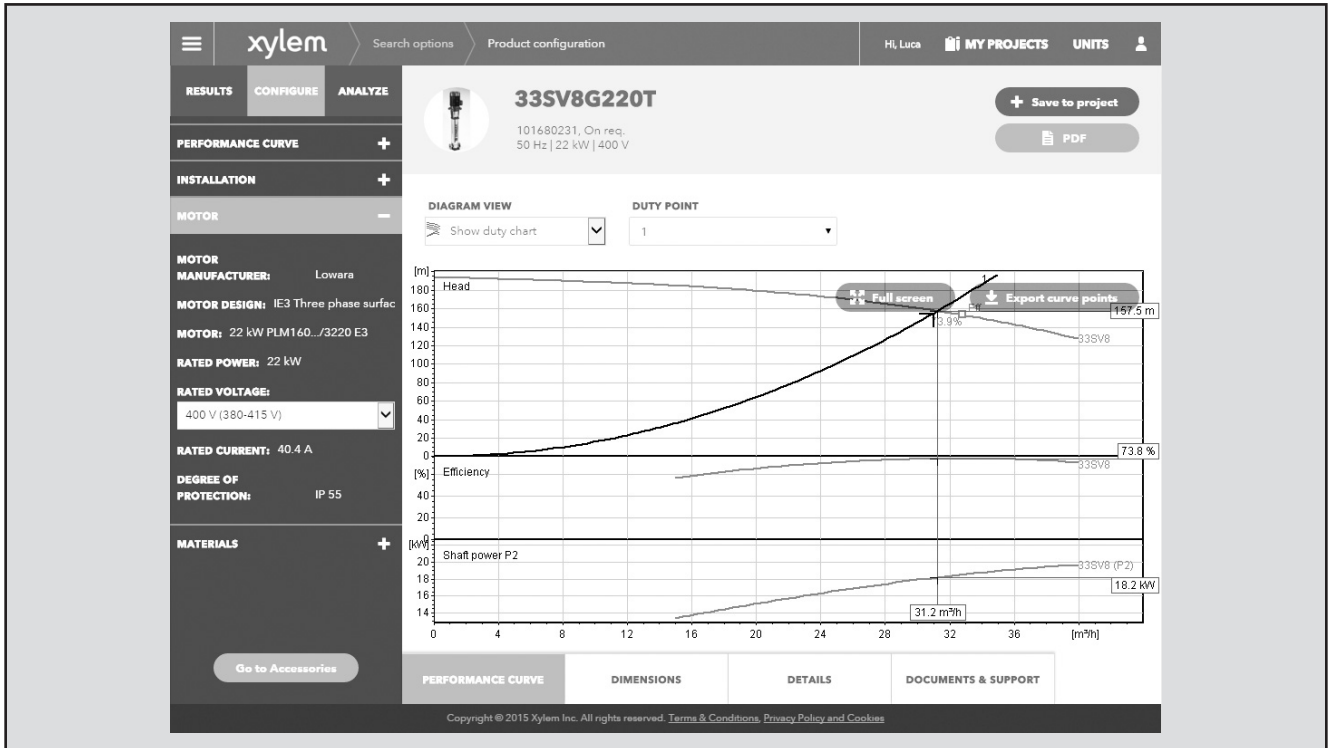 xylem
Search options
Product configuration
Hi, Luca
MY PROJECTS
UNITS
RESULTS
CONFIGURE
ANALYZE
PERFORMANCE CURVE
INSTALLATION
MOTOR
MOTOR
MANUFACTURER: Lowara
MOTOR DESIGN: IE3 Three phase surfac
MOTOR: 22 kW PLM160.../3220 E3
RATED POWER: 22 kW
RATED VOLTAGE:
400 V (380-415 V)
RATED CURRENT: 40.4 A
DEGREE OF
PROTECTION: IP 55
MATERIALS
Go to Accessories
33SV8G220T
101680231, On req.
50 Hz | 22 kW | 400 V
+ Save to project
PDF
DIAGRAM VIEW
DUTY POINT
Show duty chart
1
[m]
Head
180
160
140
120
100
80
60
40
20
0
1
Full screen
Export curve points
Eff
3.9%
157.5 m
33SV8
73.8 %
[%]
Efficiency
33SV8
40
20
0
[kW]
Shaft power P2
20
18
16
14
33SV8 (P2)
18.2 kW
31.2 m³/h
0 4 8 12 16 20 24 28 32 36 [m³/h]
PERFORMANCE CURVE
DIMENSIONS
DETAILS
DOCUMENTS & SUPPORT
Copyright © 2015 Xylem Inc. All rights reserved. Terms & Conditions, Privacy Policy and Cookies